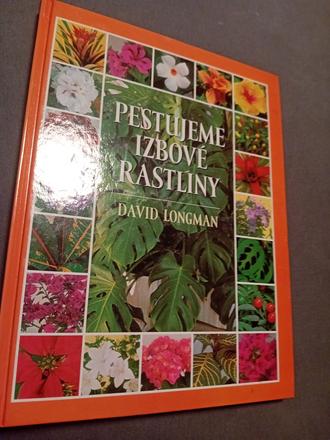 PESTUJEME
IZBOVÉ
RASTLINY
DAVID LONGMAN